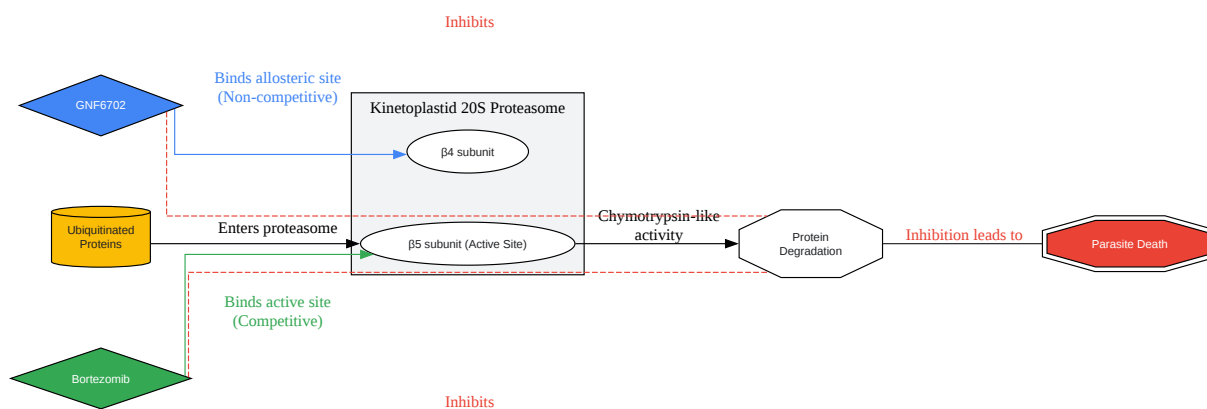 Inhibits
Binds allosteric site
(Non-competitive)
GNF6702
Kinetoplastid 20S Proteasome
β4 subunit
Ubiquitinated
Proteins
Enters proteasome
β5 subunit (Active Site)
Chymotrypsin-like
activity
Protein
Degradation
Inhibition leads to
Parasite Death
Binds active site
(Competitive)
Bortezomib
Inhibits